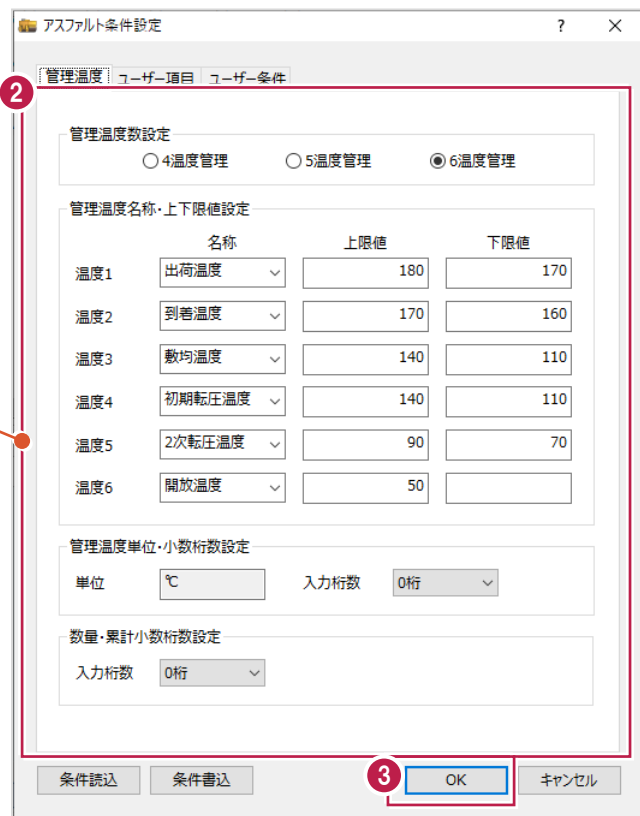 アスファルト条件設定 ? ×
管理温度 ユーザー項目 ユーザー条件
2
管理温度数設定
4温度管理 5温度管理 6温度管理
管理温度名称・上下限値設定
名称 上限値 下限値
温度1 出荷温度 180 170
温度2 到着温度 170 160
温度3 敷均温度 140 110
温度4 初期転圧温度 140 110
温度5 2次転圧温度 90 70
温度6 開放温度 50
管理温度単位・小数桁数設定
単位 ℃ 入力桁数 0桁
数量・累計小数桁数設定
入力桁数 0桁
条件読込 条件書込 3 OK キャンセル